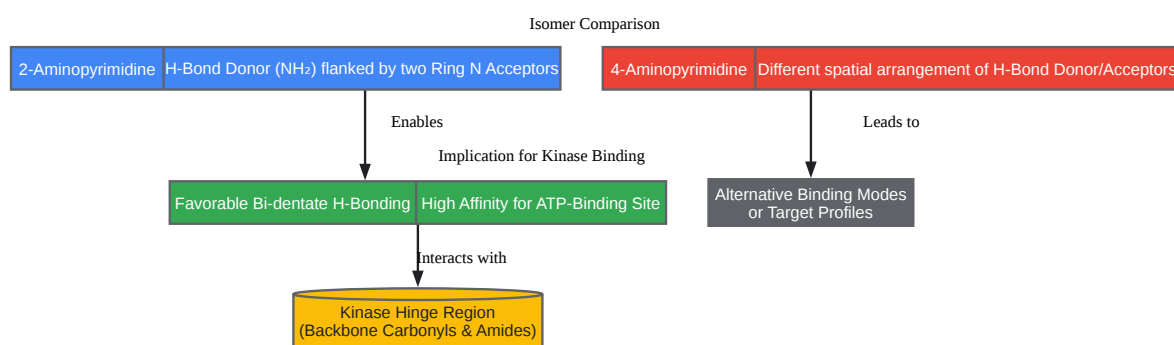 Isomer Comparison
2-Aminopyrimidine
H-Bond Donor (NH₂) flanked by two Ring N Acceptors
4-Aminopyrimidine
Different spatial arrangement of H-Bond Donor/Acceptors
Enables
Leads to
Implication for Kinase Binding
Favorable Bi-dentate H-Bonding
High Affinity for ATP-Binding Site
Alternative Binding Modes
or Target Profiles
Interacts with
Kinase Hinge Region
(Backbone Carbonyls & Amides)